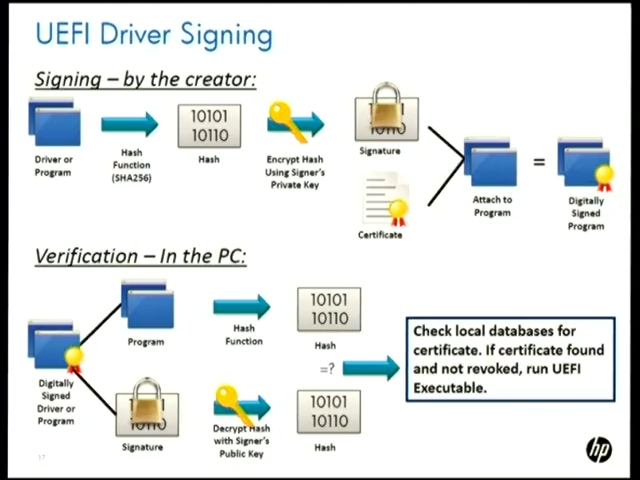 UEFI Driver Signing
Signing – by the creator:
10101
10110
Driver or
Program
Hash
Function
(SHA256)
Hash
Encrypt Hash
Using Signer's
Private Key
10110
Signature
Certificate
Attach to
Program
=
Digitally
Signed
Program
Verification – In the PC:
Program
Hash
Function
10101
10110
Hash
=?
Check local databases for
certificate. If certificate found
and not revoked, run UEFI
Executable.
Digitally
Signed
Driver or
Program
10110
Signature
Decrypt Hash
with Signer's
Public Key
10101
10110
Hash
17
hp